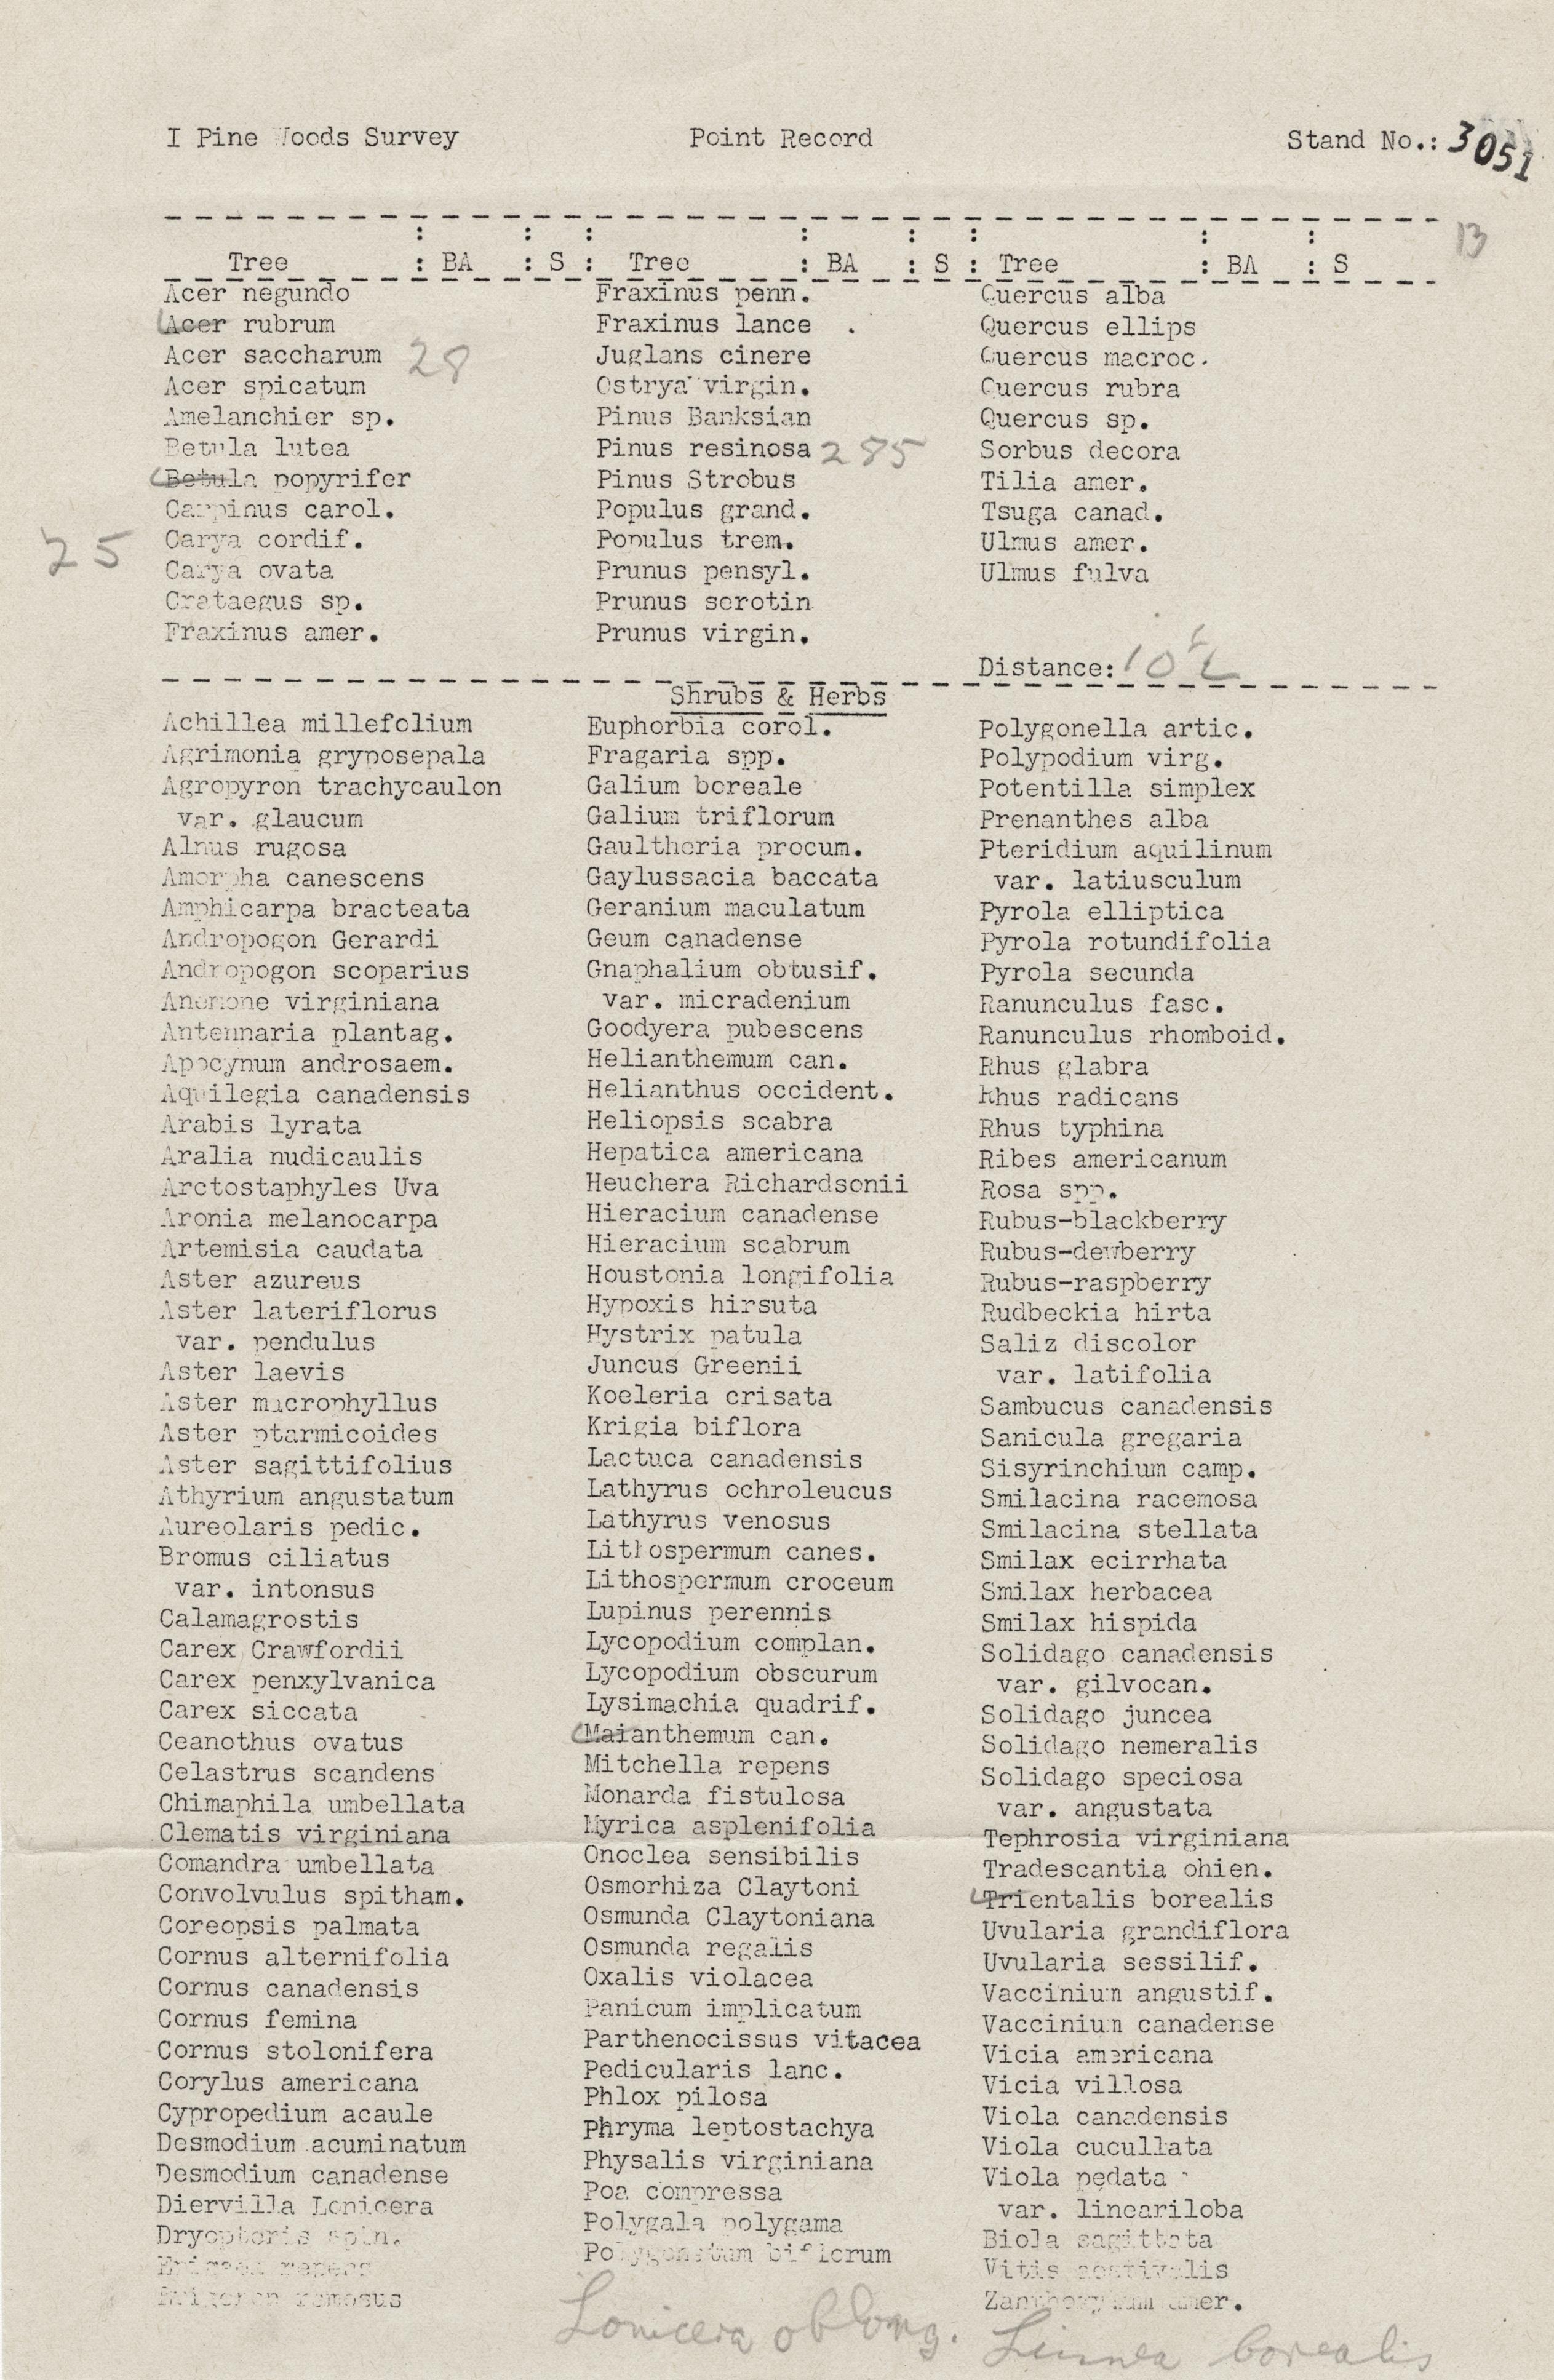 I Pine Woods Survey Point Record Stand No.: 3051
13
Tree : BA : S : Tree : BA : S : Tree : BA : S
Acer negundo
Acer rubrum
Acer saccharum 28
Acer spicatum
Amelanchier sp.
Betula lutea
Betula popyrifer
Carpinus carol.
25 Carya cordif.
Carya ovata
Crataegus sp.
Fraxinus amer.
Fraxinus penn.
Fraxinus lance .
Juglans cinere
Ostrya virgin.
Pinus Banksian
Pinus resinosa 285
Pinus Strobus
Populus grand.
Populus trem.
Prunus pensyl.
Prunus serotin
Prunus virgin.
Quercus alba
Quercus ellips
Quercus macroc.
Quercus rubra
Quercus sp.
Sorbus decora
Tilia amer.
Tsuga canad.
Ulmus amer.
Ulmus fulva
Distance: 10
Shrubs & Herbs
Achillea millefolium
Agrimonia gryposepala
Agropyron trachycaulon
var. glaucum
Alnus rugosa
Amorpha canescens
Amphicarpa bracteata
Andropogon Gerardi
Andropogon scoparius
Anemone virginiana
Antennaria plantag.
Apocynum androsaem.
Aquilegia canadensis
Arabis lyrata
Aralia nudicaulis
Arctostaphyles Uva
Aronia melanocarpa
Artemisia caudata
Aster azureus
Aster lateriflorus
var. pendulus
Aster laevis
Aster macrophyllus
Aster ptarmicoides
Aster sagittifolius
Athyrium angustatum
Aureolaris pedic.
Bromus ciliatus
var. intonsus
Calamagrostis
Carex Crawfordii
Carex penxylvanica
Carex siccata
Ceanothus ovatus
Celastrus scandens
Chimaphila umbellata
Clematis virginiana
Comandra umbellata
Convolvulus spitham.
Coreopsis palmata
Cornus alternifolia
Cornus canadensis
Cornus femina
Cornus stolonifera
Corylus americana
Cypropedium acaule
Desmodium acuminatum
Desmodium canadense
Diervilla Lonicera
Dryopteris spin.
Epigaea repens
Erigeron ramosus
Euphorbia corol.
Fragaria spp.
Galium boreale
Galium triflorum
Gaultheria procum.
Gaylussacia baccata
Geranium maculatum
Geum canadense
Gnaphalium obtusif.
var. micradenium
Goodyera pubescens
Helianthemum can.
Helianthus occident.
Heliopsis scabra
Hepatica americana
Heuchera Richardsonii
Hieracium canadense
Hieracium scabrum
Houstonia longifolia
Hypoxis hirsuta
Hystrix patula
Juncus Greenii
Koeleria crisata
Krigia biflora
Lactuca canadensis
Lathyrus ochroleucus
Lathyrus venosus
Lithospermum canes.
Lithospermum croceum
Lupinus perennis
Lycopodium complan.
Lycopodium obscurum
Lysimachia quadrif.
Maianthemum can.
Mitchella repens
Monarda fistulosa
Myrica asplenifolia
Onoclea sensibilis
Osmorhiza Claytoni
Osmunda Claytoniana
Osmunda regalis
Oxalis violacea
Panicum implicatum
Parthenocissus vitacea
Pedicularis lanc.
Phlox pilosa
Phryma leptostachya
Physalis virginiana
Poa compressa
Polygala polygama
Polygonatum biflorum
Lonicera oblong.
Polygonella artic.
Polypodium virg.
Potentilla simplex
Prenanthes alba
Pteridium aquilinum
var. latiusculum
Pyrola elliptica
Pyrola rotundifolia
Pyrola secunda
Ranunculus fasc.
Ranunculus rhomboid.
Rhus glabra
Rhus radicans
Rhus typhina
Ribes americanum
Rosa spp.
Rubus-blackberry
Rubus-dewberry
Rubus-raspberry
Rudbeckia hirta
Saliz discolor
var. latifolia
Sambucus canadensis
Sanicula gregaria
Sisyrinchium camp.
Smilacina racemosa
Smilacina stellata
Smilax ecirrhata
Smilax herbacea
Smilax hispida
Solidago canadensis
var. gilvocan.
Solidago juncea
Solidago nemeralis
Solidago speciosa
var. angustata
Tephrosia virginiana
Tradescantia ohien.
Trientalis borealis
Uvularia grandiflora
Uvularia sessilif.
Vaccinium angustif.
Vaccinium canadense
Vicia americana
Vicia villosa
Viola canadensis
Viola cucullata
Viola pedata
var. lineariloba
Biola sagittata
Vitis aestivalis
Zanthoxylum amer.
Linnea borealis